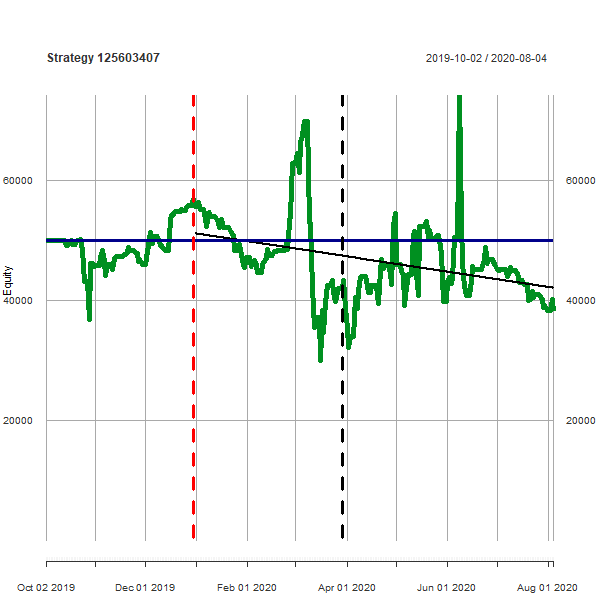 Strategy 125603407
2019-10-02 / 2020-08-04
60000
60000
Equity
40000
40000
20000
20000
Oct 02 2019
Dec 01 2019
Feb 01 2020
Apr 01 2020
Jun 01 2020
Aug 01 2020